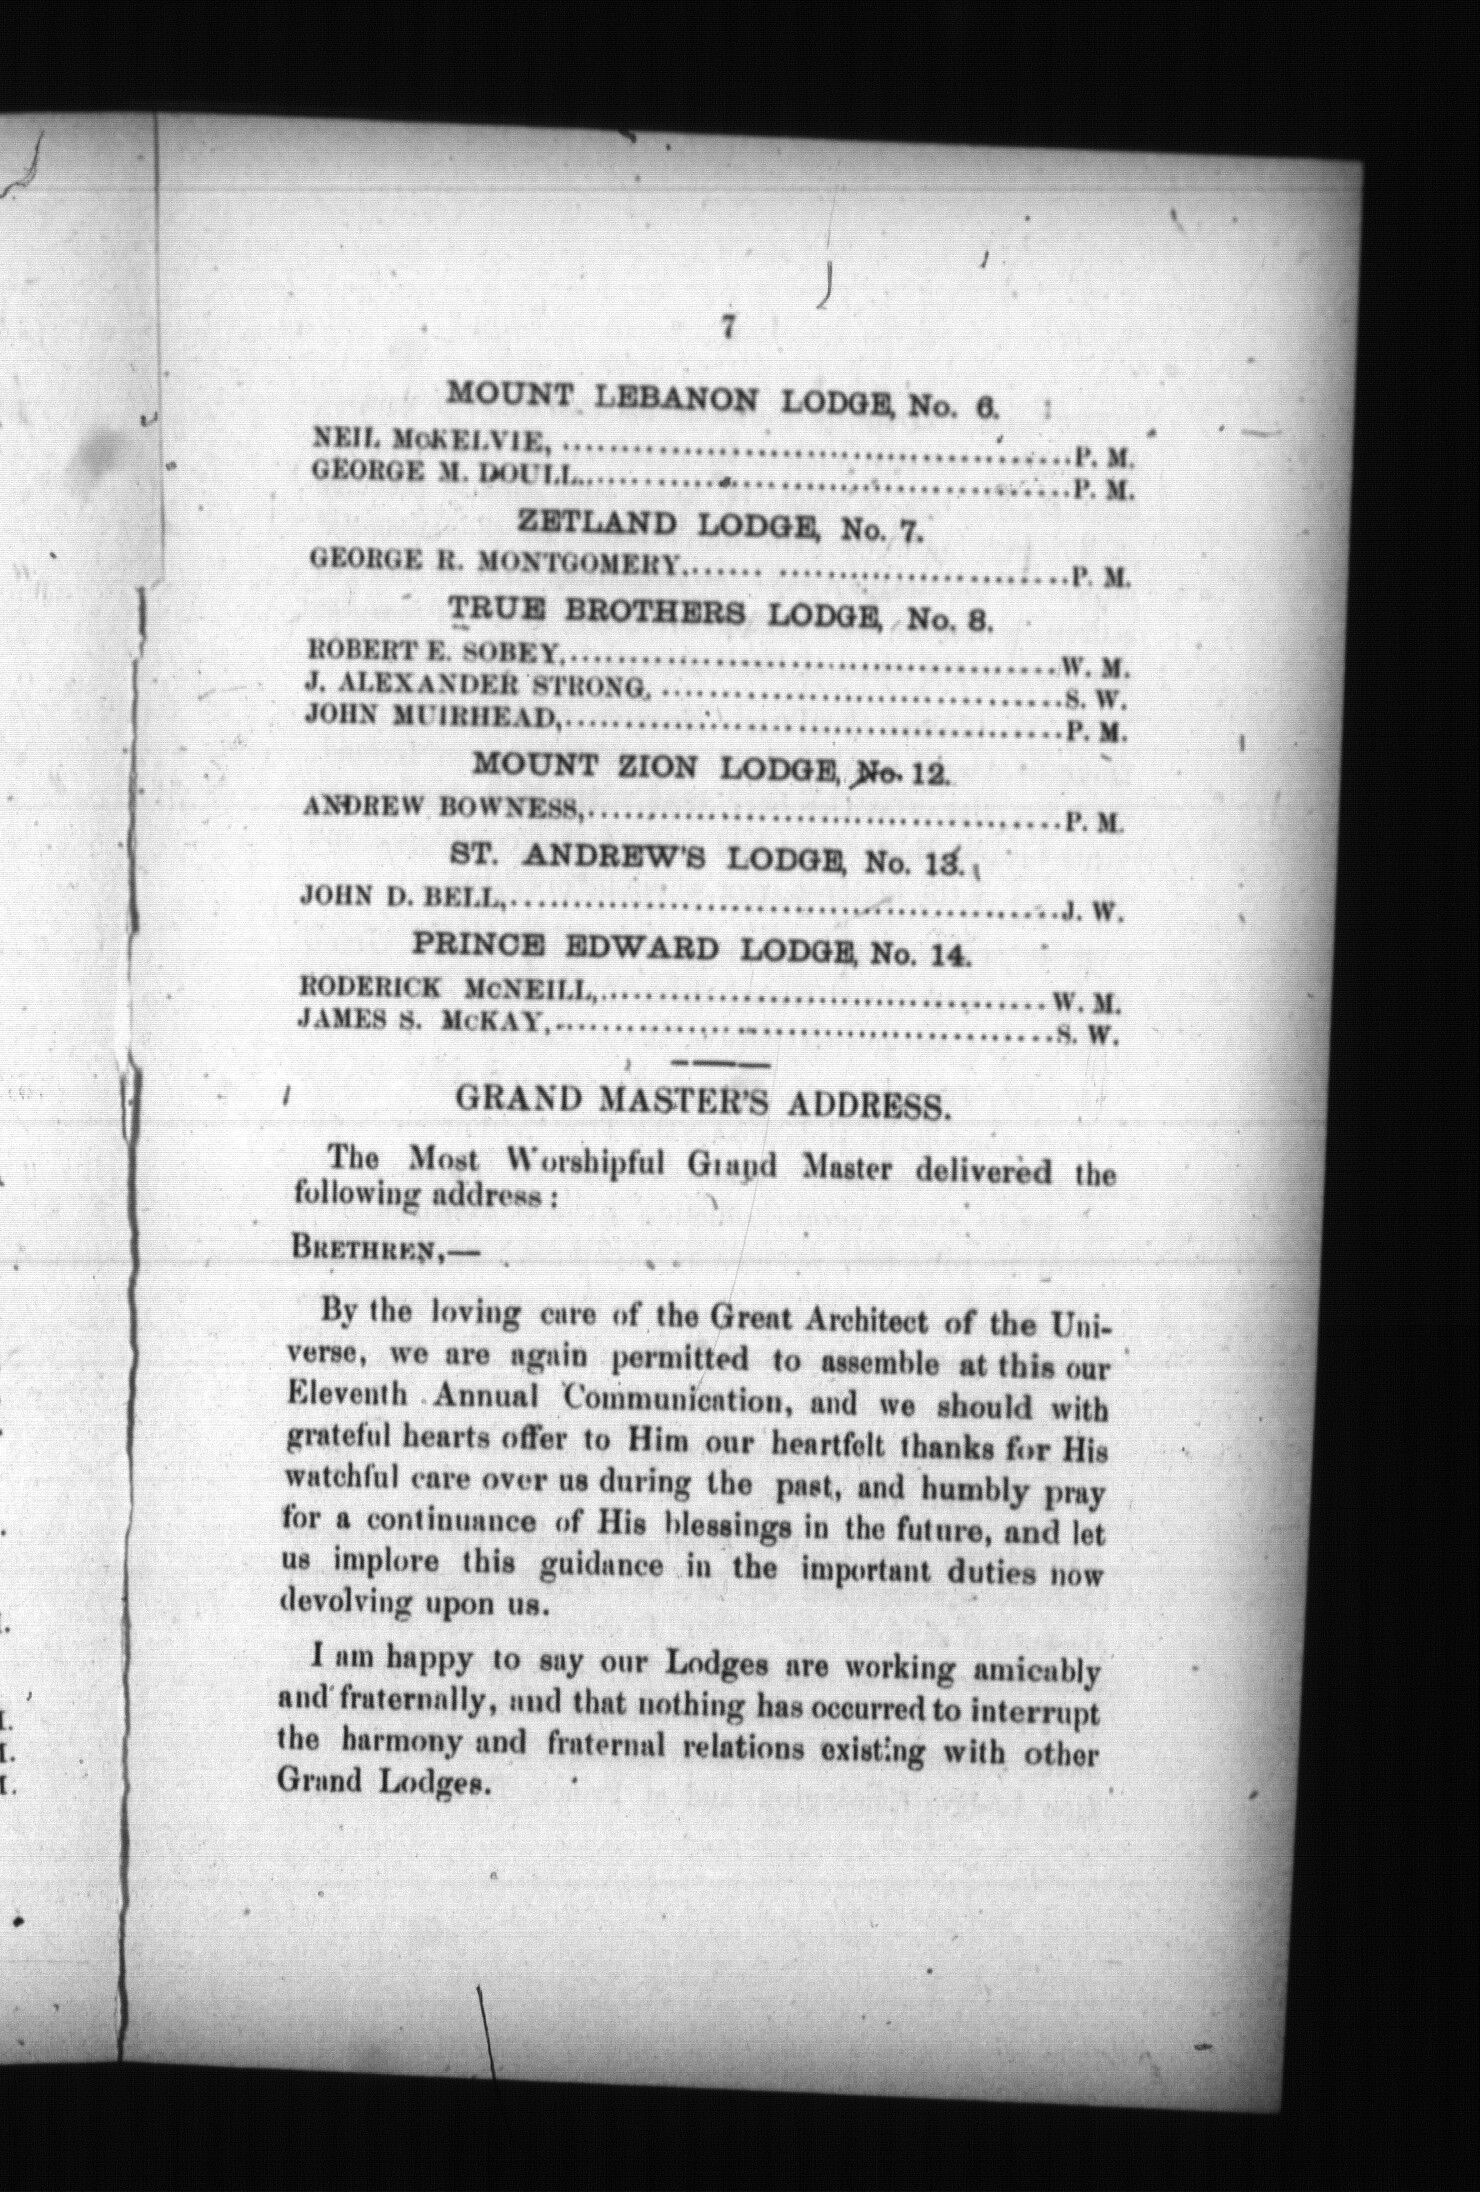 7
MOUNT LEBANON LODGE, No. 6.
NEIL McKELVIE, ........................................P. M.
GEORGE M. DOULL........................................P. M.
ZETLAND LODGE, No. 7.
GEORGE R. MONTGOMERY....... ........................P. M.
TRUE BROTHERS LODGE, No. 8.
ROBERT E. SOBEY,........................................W. M.
J. ALEXANDER STRONG, .................................S. W.
JOHN MUIRHEAD,........................................P. M.
MOUNT ZION LODGE, No. 12.
ANDREW BOWNESS,......................................P. M.
ST. ANDREW'S LODGE, No. 13.
JOHN D. BELL,.............................................J. W.
PRINCE EDWARD LODGE, No. 14.
RODERICK McNEILL,.....................................W. M.
JAMES S. McKAY,.........................................S. W.
GRAND MASTER'S ADDRESS.
The Most Worshipful Grand Master delivered the
following address :
BRETHREN,—
By the loving care of the Great Architect of the Uni-
verse, we are again permitted to assemble at this our
Eleventh Annual Communication, and we should with
grateful hearts offer to Him our heartfelt thanks for His
watchful care over us during the past, and humbly pray
for a continuance of His blessings in the future, and let
us implore this guidance in the important duties now
devolving upon us.
I am happy to say our Lodges are working amicably
and fraternally, and that nothing has occurred to interrupt
the harmony and fraternal relations existing with other
Grand Lodges.